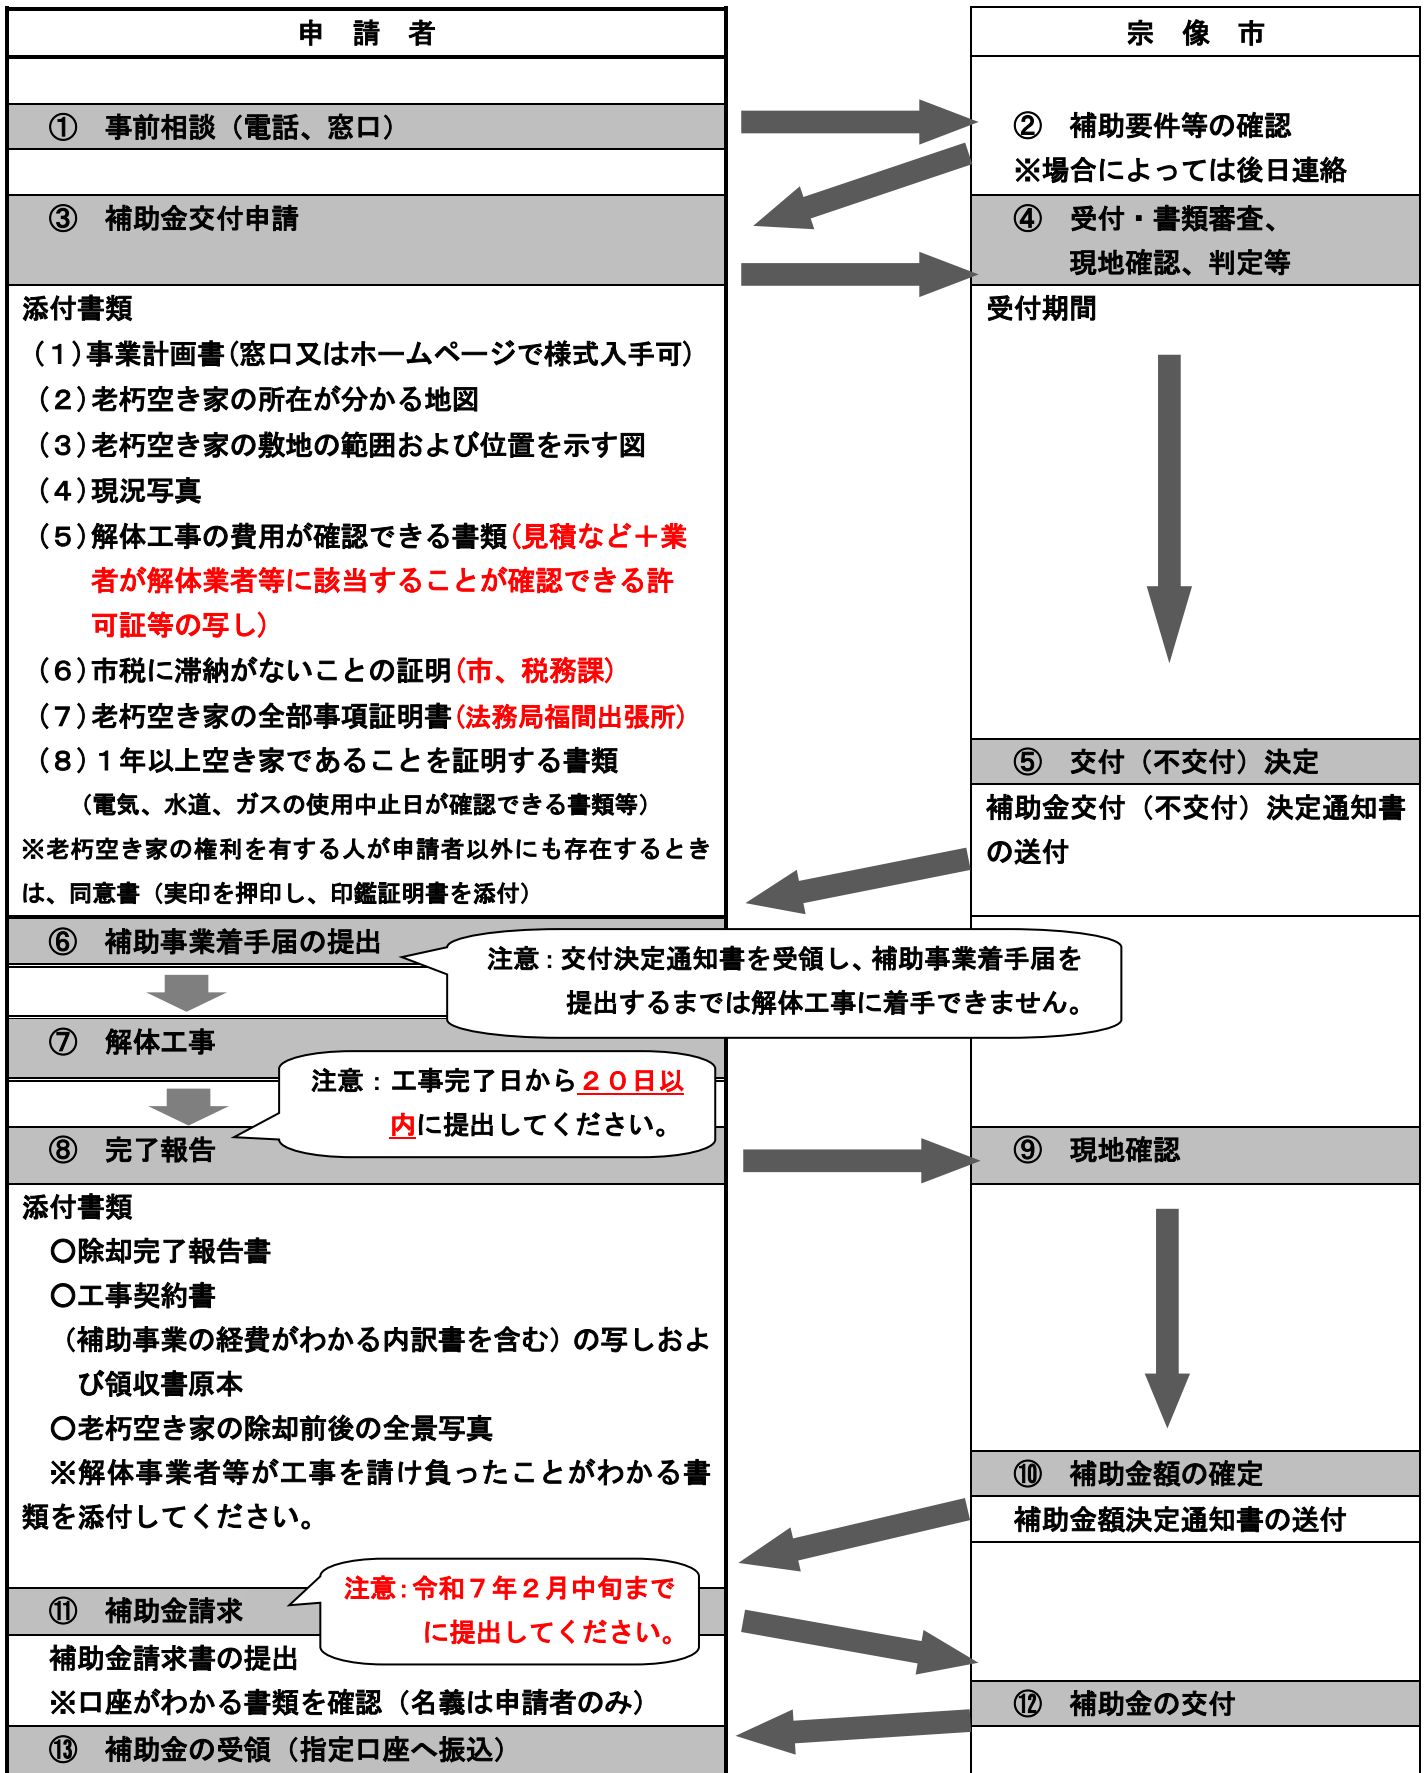 申　請　者
宗　像　市
①　事前相談（電話、窓口）
②　補助要件等の確認
※場合によっては後日連絡
③　補助金交付申請
④　受付・書類審査、
現地確認、判定等
添付書類
（１）事業計画書（窓口又はホームページで様式入手可）
（２）老朽空き家の所在が分かる地図
（３）老朽空き家の敷地の範囲および位置を示す図
（４）現況写真
（５）解体工事の費用が確認できる書類（見積など＋業
者が解体業者等に該当することが確認できる許
可証等の写し）
（６）市税に滞納がないことの証明（市、税務課）
（７）老朽空き家の全部事項証明書（法務局福間出張所）
（８）１年以上空き家であることを証明する書類
（電気、水道、ガスの使用中止日が確認できる書類等）
※老朽空き家の権利を有する人が申請者以外にも存在するとき
は、同意書（実印を押印し、印鑑証明書を添付）
受付期間
⑤　交付（不交付）決定
補助金交付（不交付）決定通知書
の送付
⑥　補助事業着手届の提出
注意：交付決定通知書を受領し、補助事業着手届を
提出するまでは解体工事に着手できません。
⑦　解体工事
注意：工事完了日から２０日以
内に提出してください。
⑧　完了報告
⑨　現地確認
添付書類
〇除却完了報告書
〇工事契約書
（補助事業の経費がわかる内訳書を含む）の写しおよ
び領収書原本
〇老朽空き家の除却前後の全景写真
※解体事業者等が工事を請け負ったことがわかる書
類を添付してください。
⑩　補助金額の確定
補助金額決定通知書の送付
注意：令和７年２月中旬まで
に提出してください。
⑪　補助金請求
補助金請求書の提出
※口座がわかる書類を確認（名義は申請者のみ）
⑫　補助金の交付
⑬　補助金の受領（指定口座へ振込）